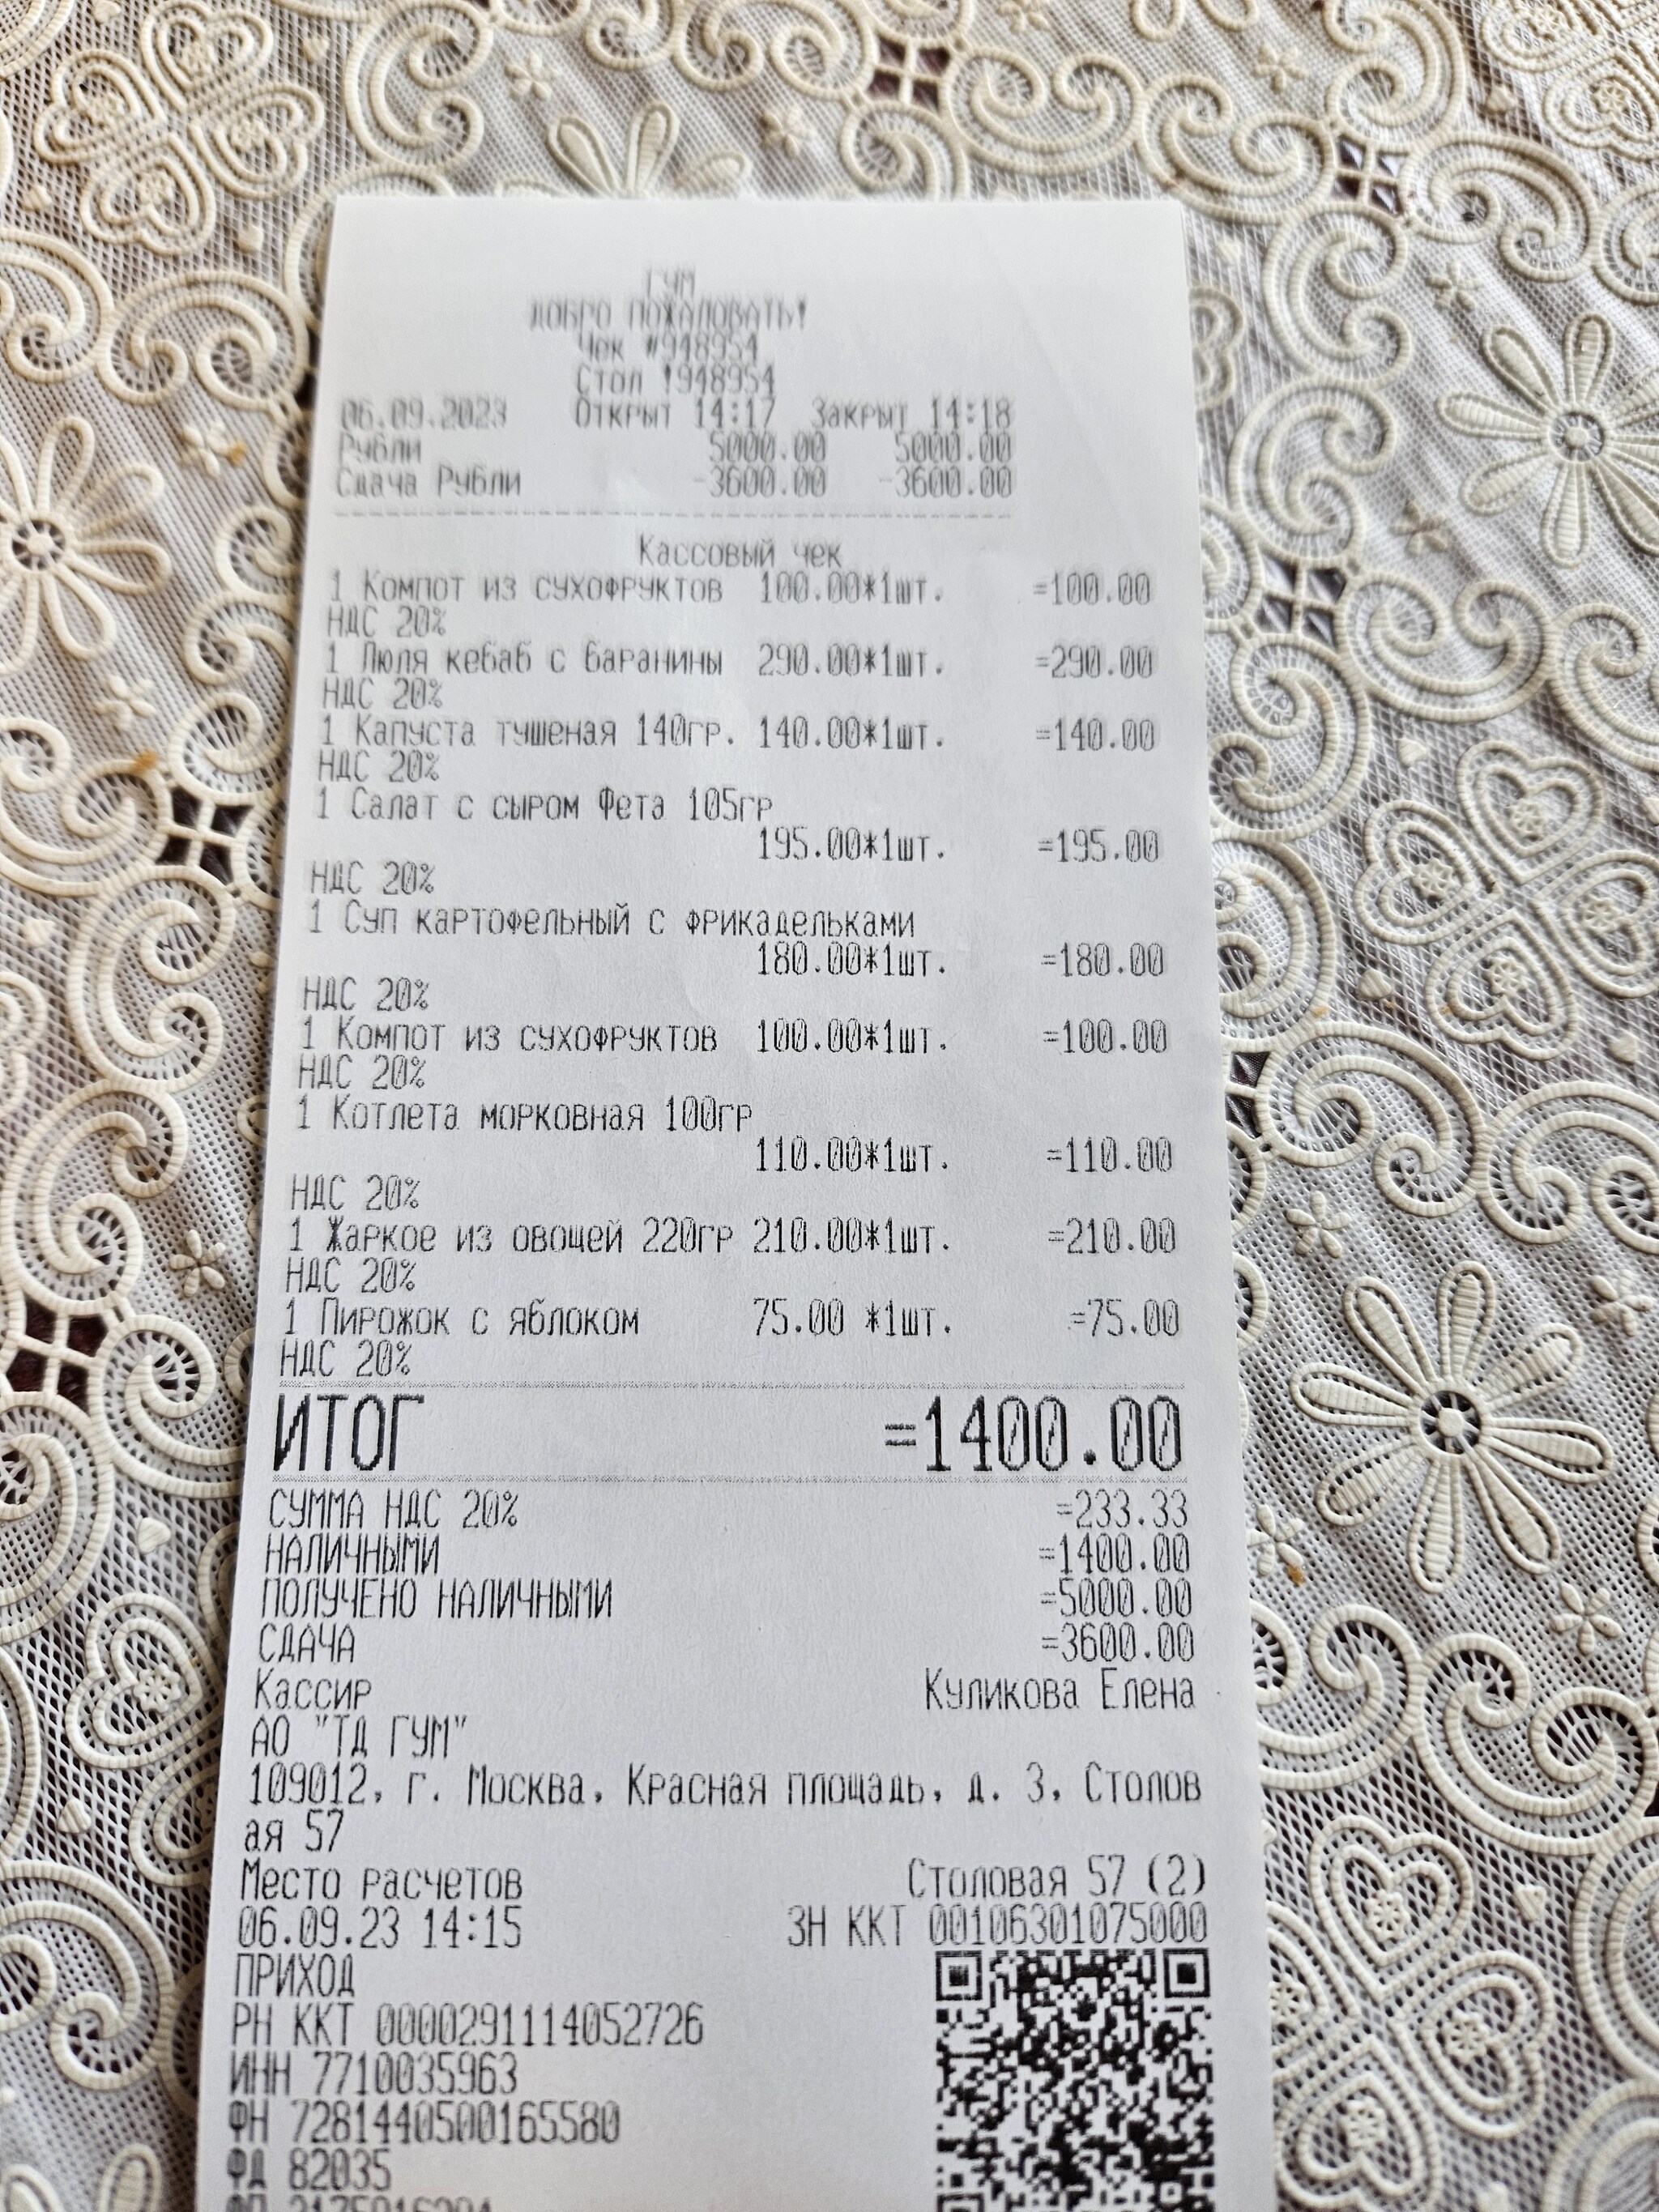 ГУМ
ДОБРО ПОЖАЛОВАТЬ!
Чек #948954
Стол !948954
06.09.2023 Открыт 14:17 Закрыт 14:18
Рубли 5000.00 5000.00
Сдача Рубли -3600.00 -3600.00
Кассовый чек
1 Компот из сухофруктов 100.00*1шт. =100.00
НДС 20%
1 Люля кебаб с баранины 290.00*1шт. =290.00
НДС 20%
1 Капуста тушеная 140гр. 140.00*1шт. =140.00
НДС 20%
1 Салат с сыром Фета 105гр
195.00*1шт. =195.00
НДС 20%
1 Суп картофельный с фрикадельками
180.00*1шт. =180.00
НДС 20%
1 Компот из сухофруктов 100.00*1шт. =100.00
НДС 20%
1 Котлета морковная 100гр
110.00*1шт. =110.00
НДС 20%
1 Жаркое из овощей 220гр 210.00*1шт. =210.00
НДС 20%
1 Пирожок с яблоком 75.00 *1шт. =75.00
НДС 20%
ИТОГ =1400.00
СУММА НДС 20% =233.33
НАЛИЧНЫМИ =1400.00
ПОЛУЧЕНО НАЛИЧНЫМИ =5000.00
СДАЧА =3600.00
Кассир Куликова Елена
АО "ТД ГУМ"
109012, г. Москва, Красная площадь, д. 3, Столов
ая 57
Место расчетов Столовая 57 (2)
06.09.23 14:15 ЗН ККТ 00106301075000
ПРИХОД
РН ККТ 0000291114052726
ИНН 7710035963
ФН 7281440500165580
ФД 82035